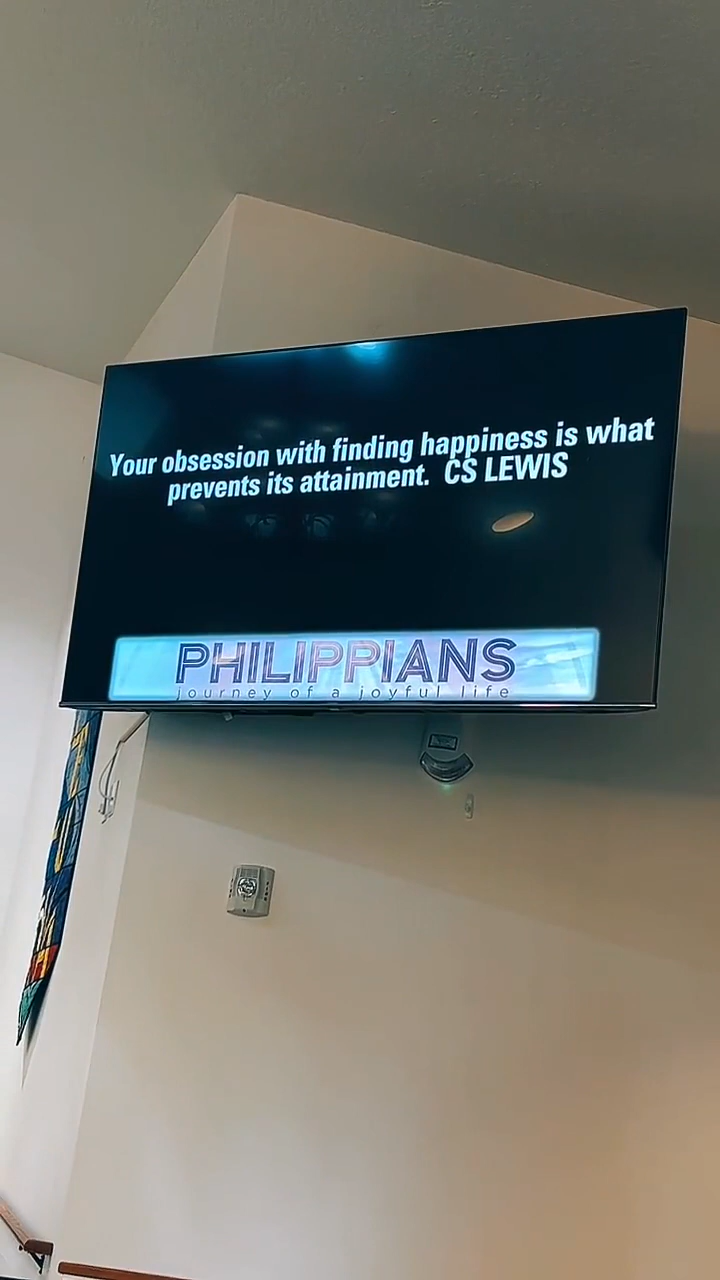 Your obsession with finding happiness is what
prevents its attainment. CS LEWIS
PHILIPPIANS
journey of a joyful life